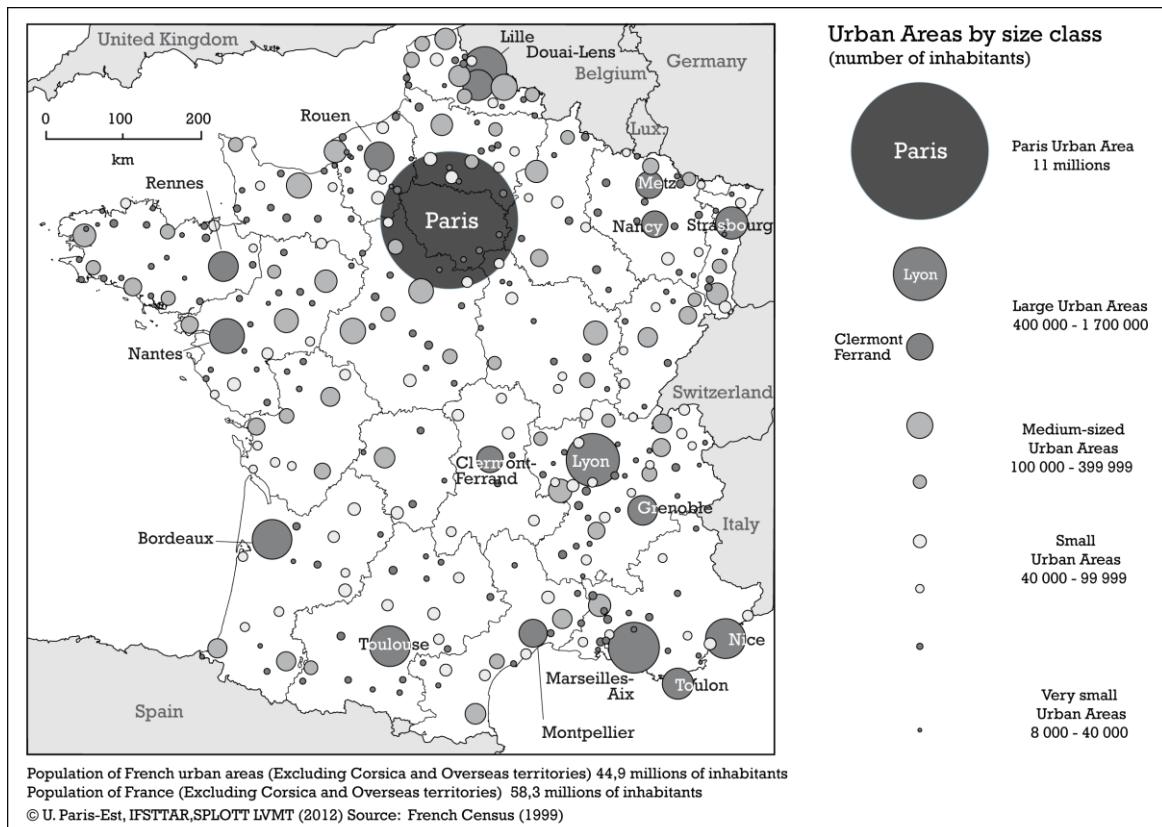 United Kingdom
Lille
Douai-Lens
Belgium
Germany
Lux.
0 100 200
km
Rouen
Rennes
Paris
Metz
Nancy
Strasbourg
Nantes
Switzerland
Clermont-
Ferrand
Lyon
Grenoble
Italy
Bordeaux
Toulouse
Nice
Marseilles-
Aix
Toulon
Montpellier
Spain
Urban Areas by size class
(number of inhabitants)
Paris
Paris Urban Area
11 millions
Lyon
Large Urban Areas
400 000 - 1 700 000
Clermont
Ferrand
Medium-sized
Urban Areas
100 000 - 399 999
Small
Urban Areas
40 000 - 99 999
Very small
Urban Areas
8 000 - 40 000
Population of French urban areas (Excluding Corsica and Overseas territories) 44,9 millions of inhabitants
Population of France (Excluding Corsica and Overseas territories) 58,3 millions of inhabitants
© U. Paris-Est, IFSTTAR,SPLOTT LVMT (2012) Source: French Census (1999)